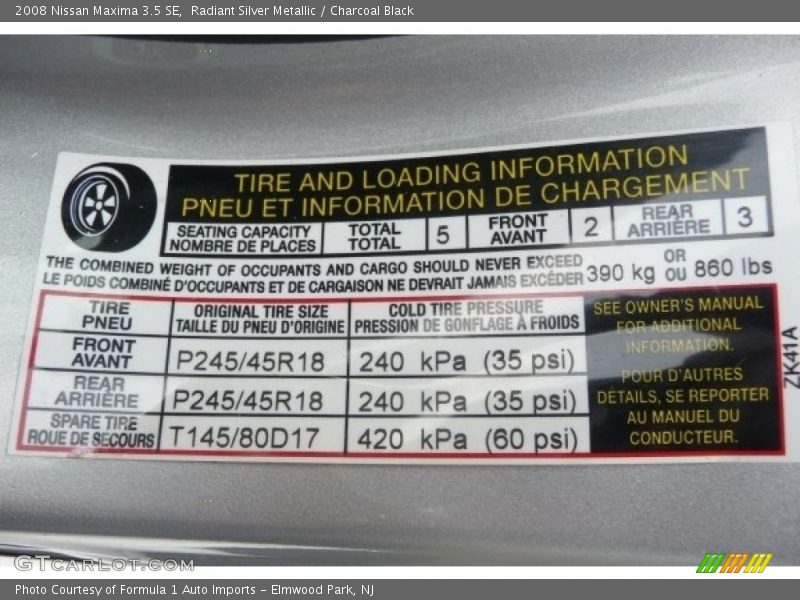 2008 Nissan Maxima 3.5 SE, Radiant Silver Metallic / Charcoal Black
TIRE AND LOADING INFORMATION
PNEU ET INFORMATION DE CHARGEMENT
SEATING CAPACITY
NOMBRE DE PLACES
TOTAL
TOTAL
5
FRONT
AVANT
2
REAR
ARRIÈRE
3
THE COMBINED WEIGHT OF OCCUPANTS AND CARGO SHOULD NEVER EXCEED
LE POIDS COMBINÉ D'OCCUPANTS ET DE CARGAISON NE DEVRAIT JAMAIS EXCÉDER
390 kg OR
OU 860 lbs
TIRE
PNEU
ORIGINAL TIRE SIZE
TAILLE DU PNEU D'ORIGINE
COLD TIRE PRESSURE
PRESSION DE GONFLAGE À FROIDS
FRONT
AVANT
P245/45R18
240 kPa (35 psi)
REAR
ARRIÈRE
P245/45R18
240 kPa (35 psi)
SPARE TIRE
ROUE DE SECOURS
T145/80D17
420 kPa (60 psi)
SEE OWNER'S MANUAL
FOR ADDITIONAL
INFORMATION.
POUR D'AUTRES
DÉTAILS, SE REPORTER
AU MANUEL DU
CONDUCTEUR.
ZK41A
GTCarLot.com
Photo Courtesy of Formula 1 Auto Imports - Elmwood Park, NJ